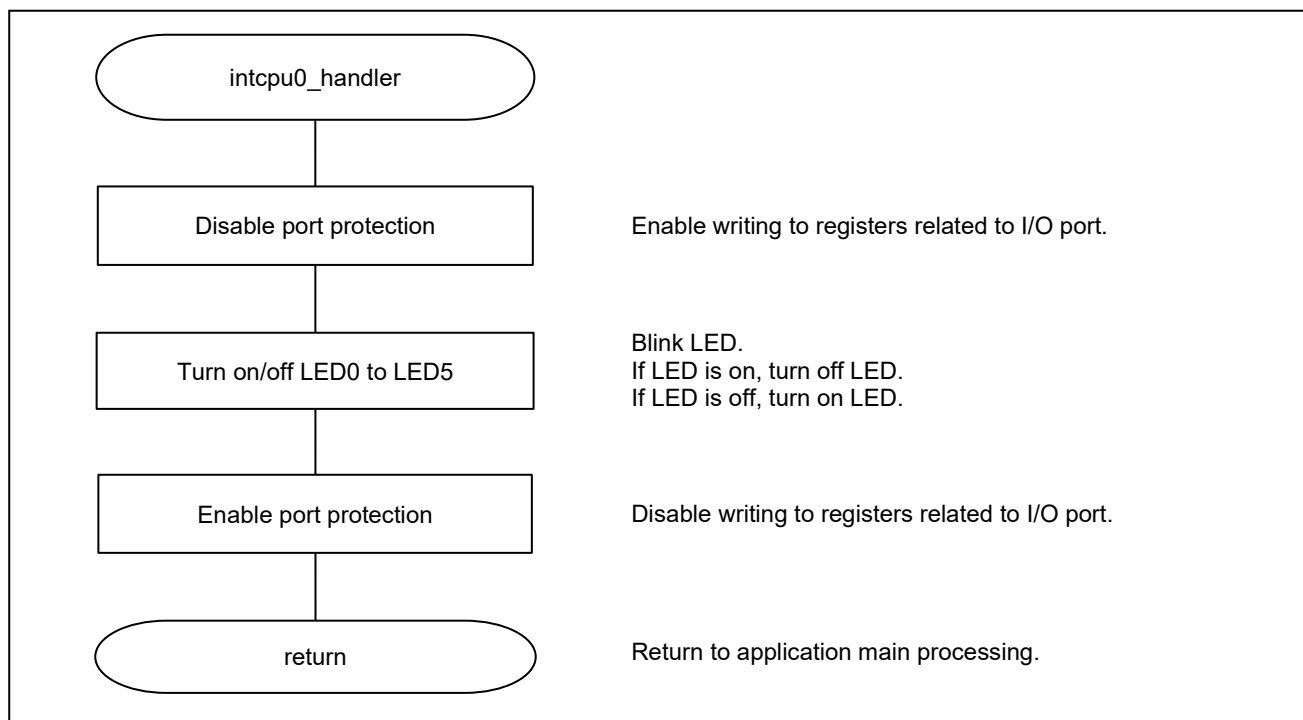 intcpu0_handler
Disable port protection
Enable writing to registers related to I/O port.
Turn on/off LED0 to LED5
Blink LED.
If LED is on, turn off LED.
If LED is off, turn on LED.
Enable port protection
Disable writing to registers related to I/O port.
return
Return to application main processing.